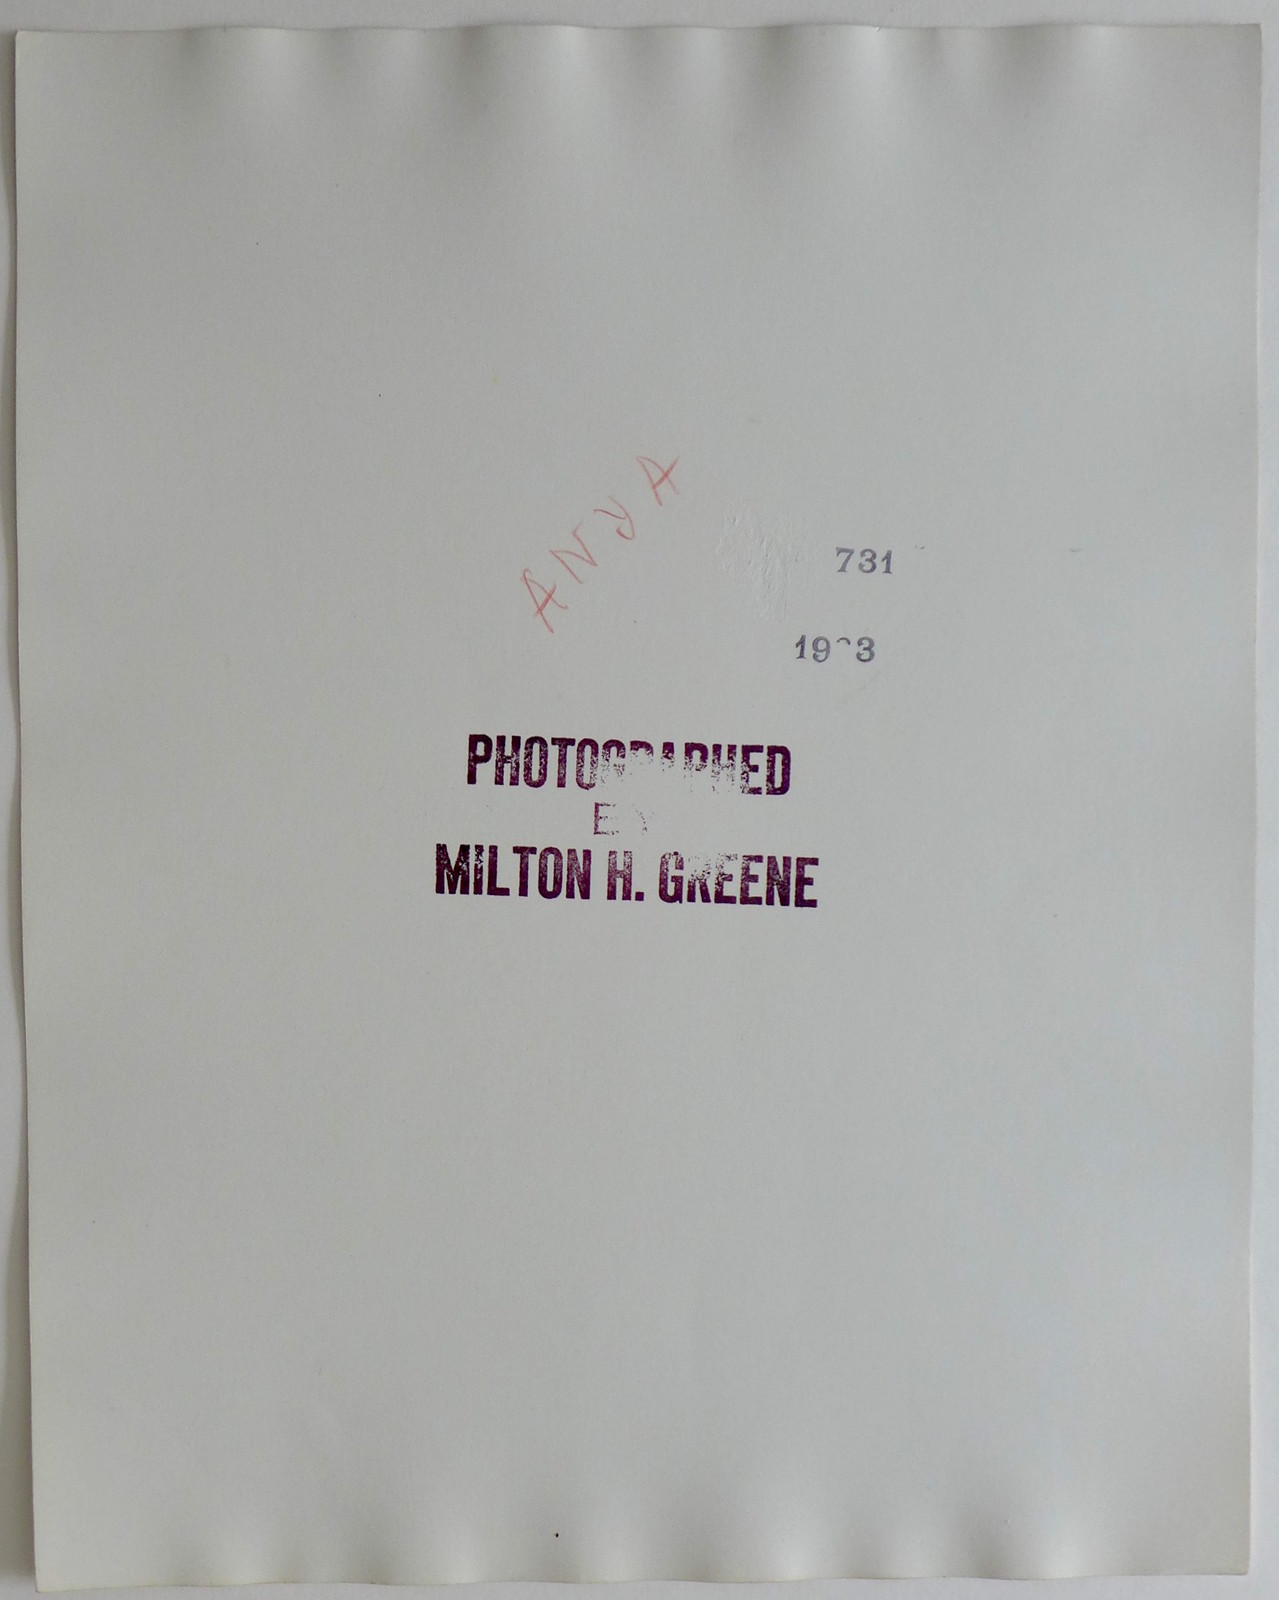 ANYA
731
PHOTOGRAPHED
BY
MILTON H. GREENE